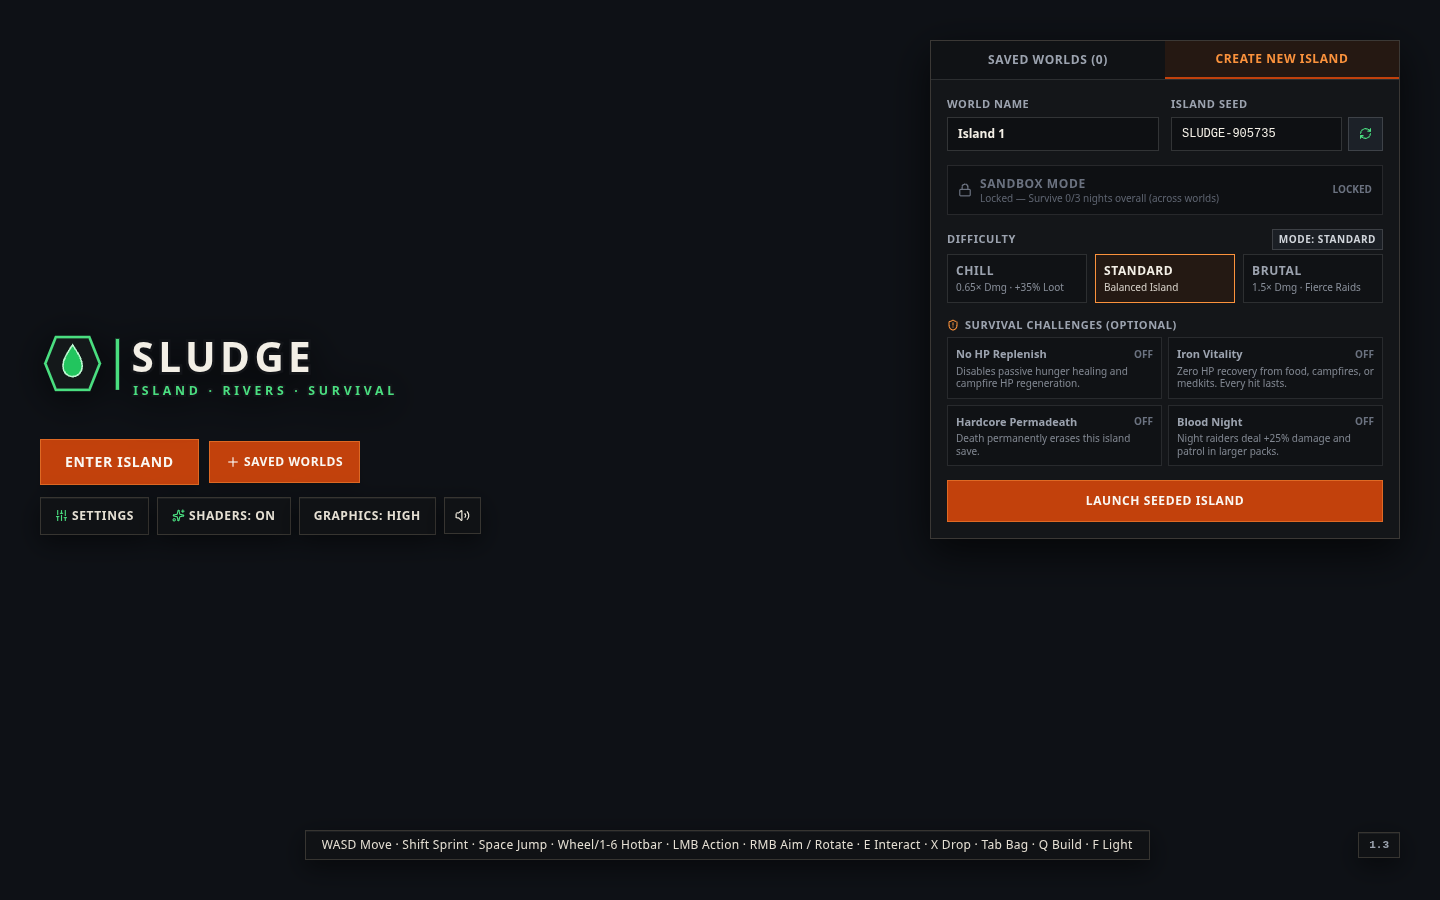 SAVED WORLDS (0)
CREATE NEW ISLAND
WORLD NAME
ISLAND SEED
Island 1
SLUDGE-905735
SANDBOX MODE
Locked — Survive 0/3 nights overall (across worlds)
LOCKED
DIFFICULTY
MODE: STANDARD
CHILL
0.65× Dmg · +35% Loot
STANDARD
Balanced Island
BRUTAL
1.5× Dmg · Fierce Raids
SURVIVAL CHALLENGES (OPTIONAL)
No HP Replenish
OFF
Disables passive hunger healing and
campfire HP regeneration.
Iron Vitality
OFF
Zero HP recovery from food, campfires, or
medkits. Every hit lasts.
Hardcore Permadeath
OFF
Death permanently erases this island
save.
Blood Night
OFF
Night raiders deal +25% damage and
patrol in larger packs.
LAUNCH SEEDED ISLAND
SLUDGE
ISLAND · RIVERS · SURVIVAL
ENTER ISLAND
SAVED WORLDS
SETTINGS
SHADERS: ON
GRAPHICS: HIGH
WASD Move · Shift Sprint · Space Jump · Wheel/1-6 Hotbar · LMB Action · RMB Aim / Rotate · E Interact · X Drop · Tab Bag · Q Build · F Light
1.3